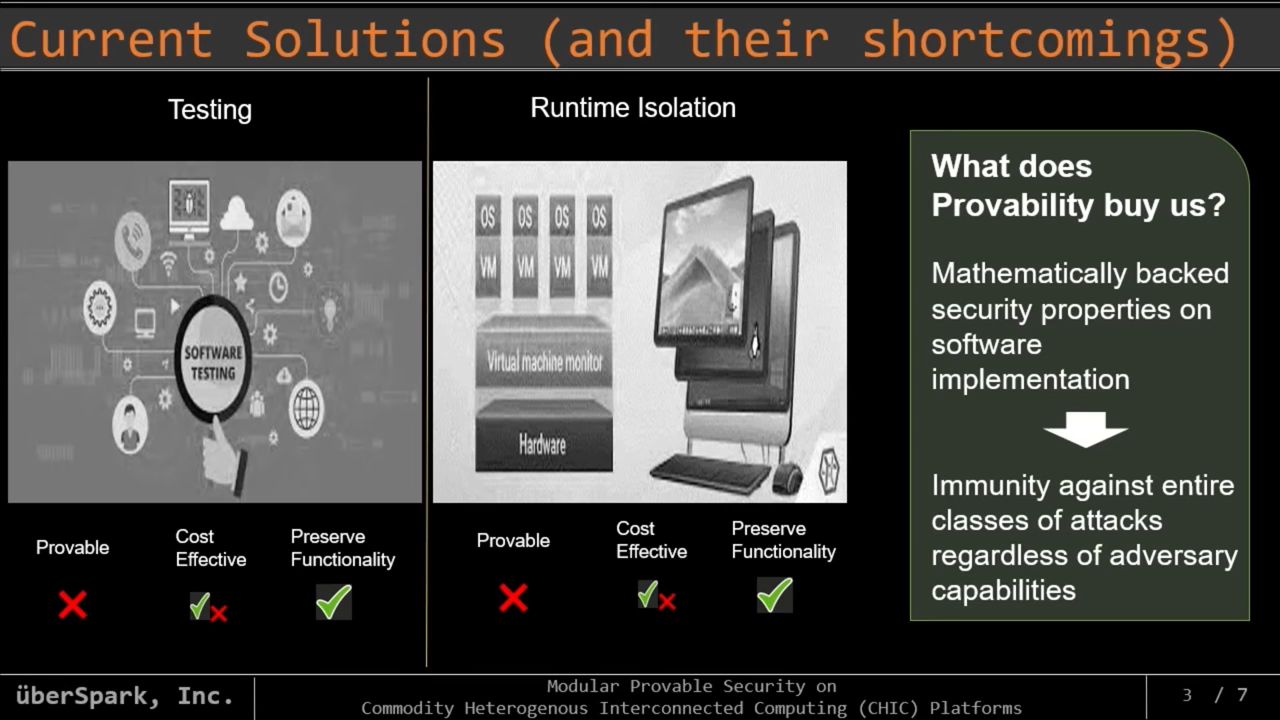 Current Solutions (and their shortcomings)
Testing
SOFTWARE
TESTING
Provable
Cost
Effective
Preserve
Functionality
Runtime Isolation
OS OS OS OS
VM VM VM VM
Virtual machine monitor
Hardware
Provable
Cost
Effective
Preserve
Functionality
What does
Provability buy us?
Mathematically backed
security properties on
software
implementation
Immunity against entire
classes of attacks
regardless of adversary
capabilities
überSpark, Inc.
Modular Provable Security on
Commodity Heterogenous Interconnected Computing (CHIC) Platforms
3 / 7